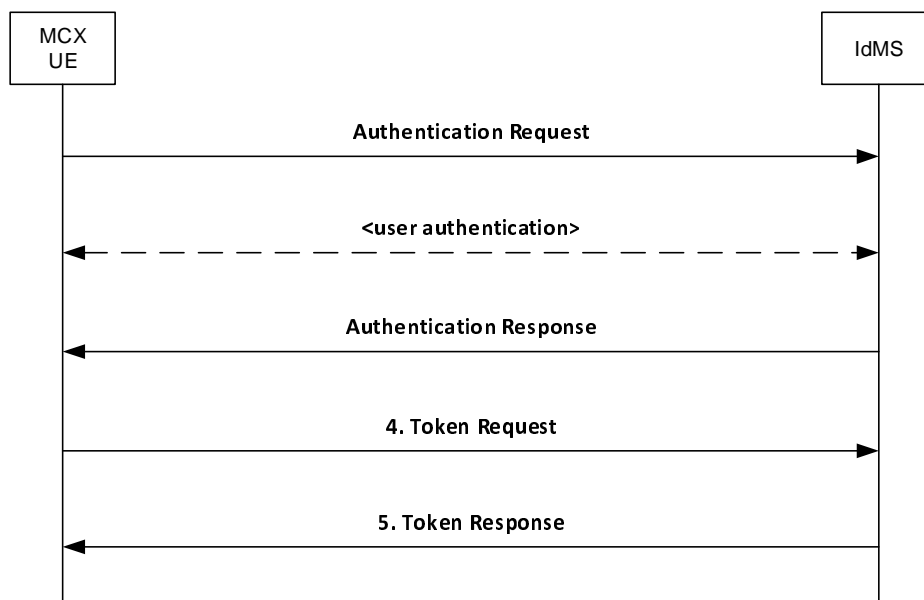 MCX
UE
IdMS
Authentication Request
<user authentication>
Authentication Response
4. Token Request
5. Token Response